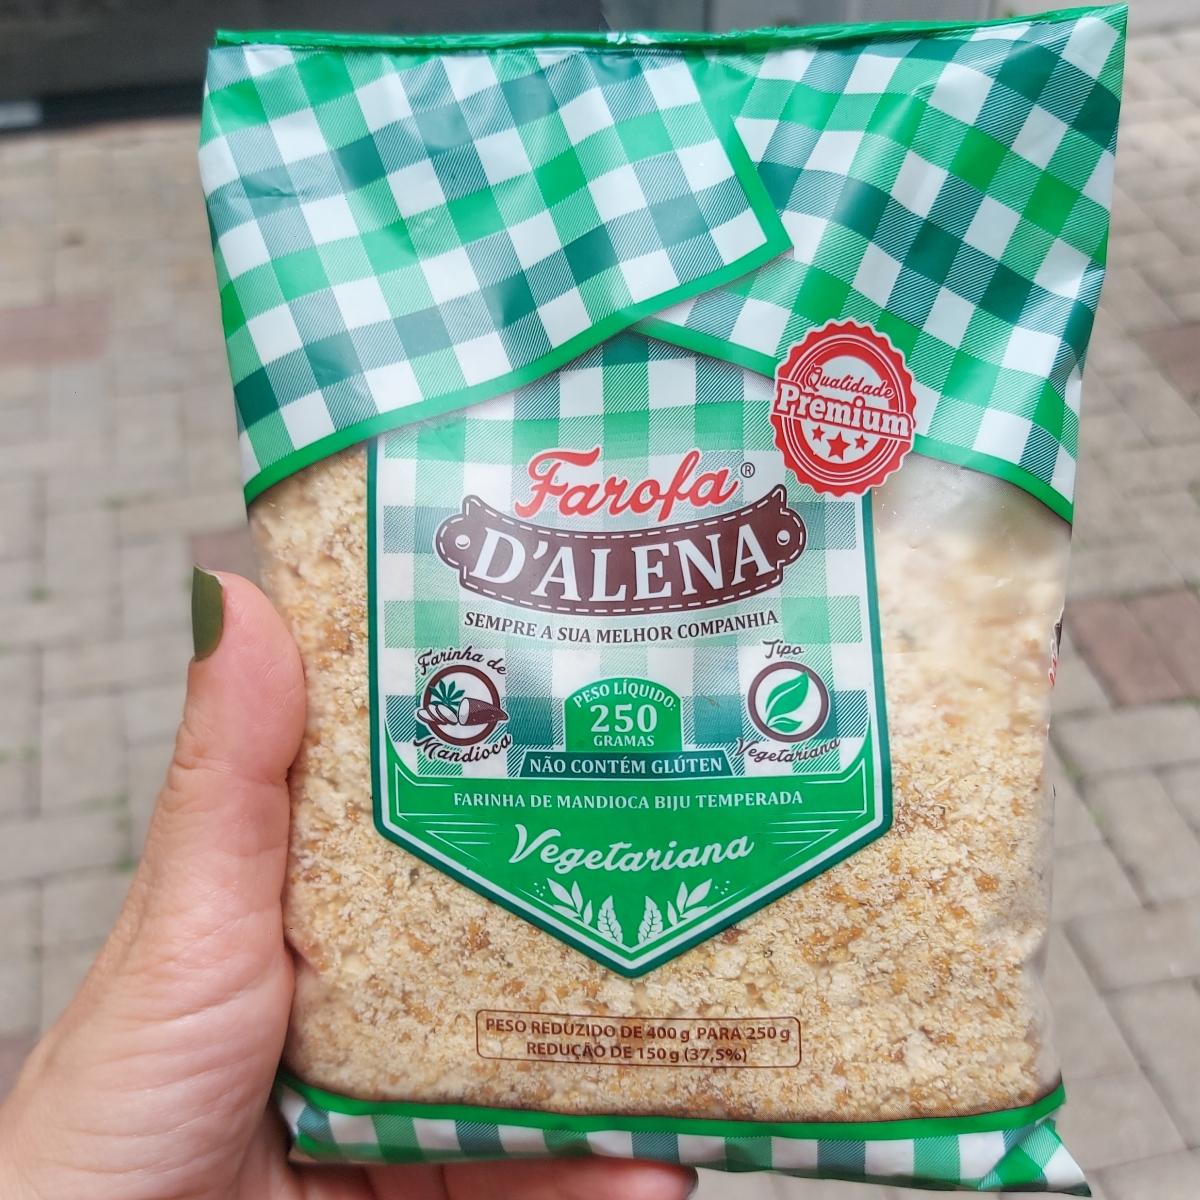 Qualidade
Premium
Farofa®
D'ALENA
SEMPRE A SUA MELHOR COMPANHIA
Farinha de
Mandioca
PESO LÍQUIDO:
250
GRAMAS
Tipo
Vegetariana
NÃO CONTÉM GLÚTEN
FARINHA DE MANDIOCA BIJU TEMPERADA
Vegetariana
PESO REDUZIDO DE 400 g PARA 250 g
REDUÇÃO DE 150 g (37,5%)